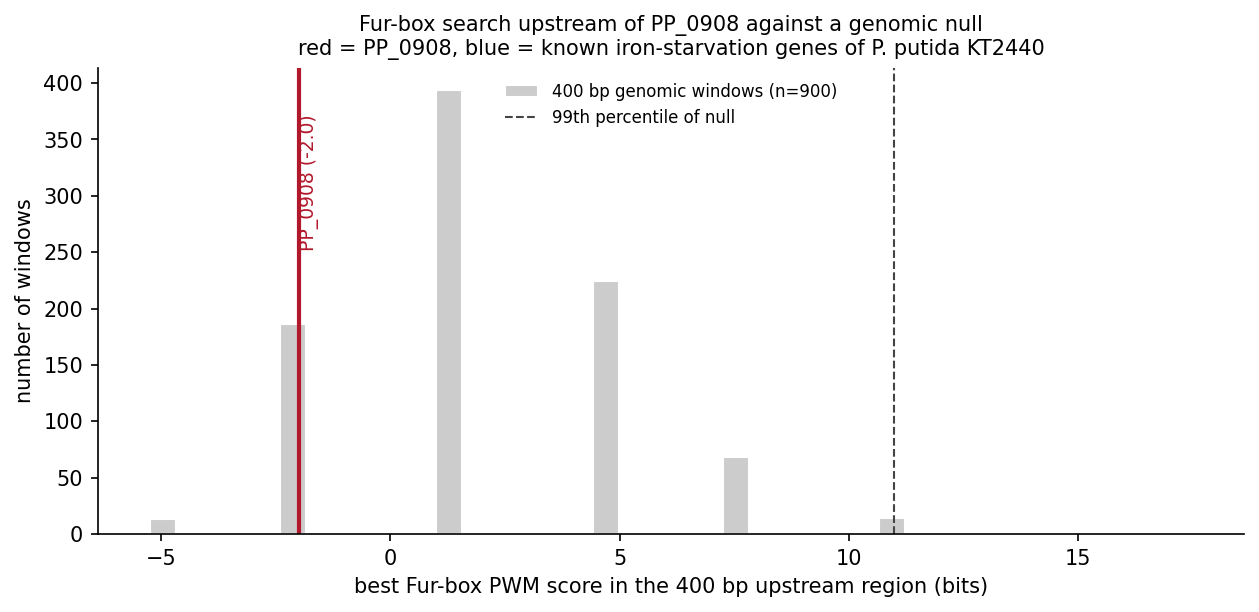 Fur-box search upstream of PP_0908 against a genomic null
red = PP_0908, blue = known iron-starvation genes of P. putida KT2440
400 bp genomic windows (n=900)
99th percentile of null
PP_0908 (-2.0)
number of windows
400
350
300
250
200
150
100
50
0
−5
0
5
10
15
best Fur-box PWM score in the 400 bp upstream region (bits)